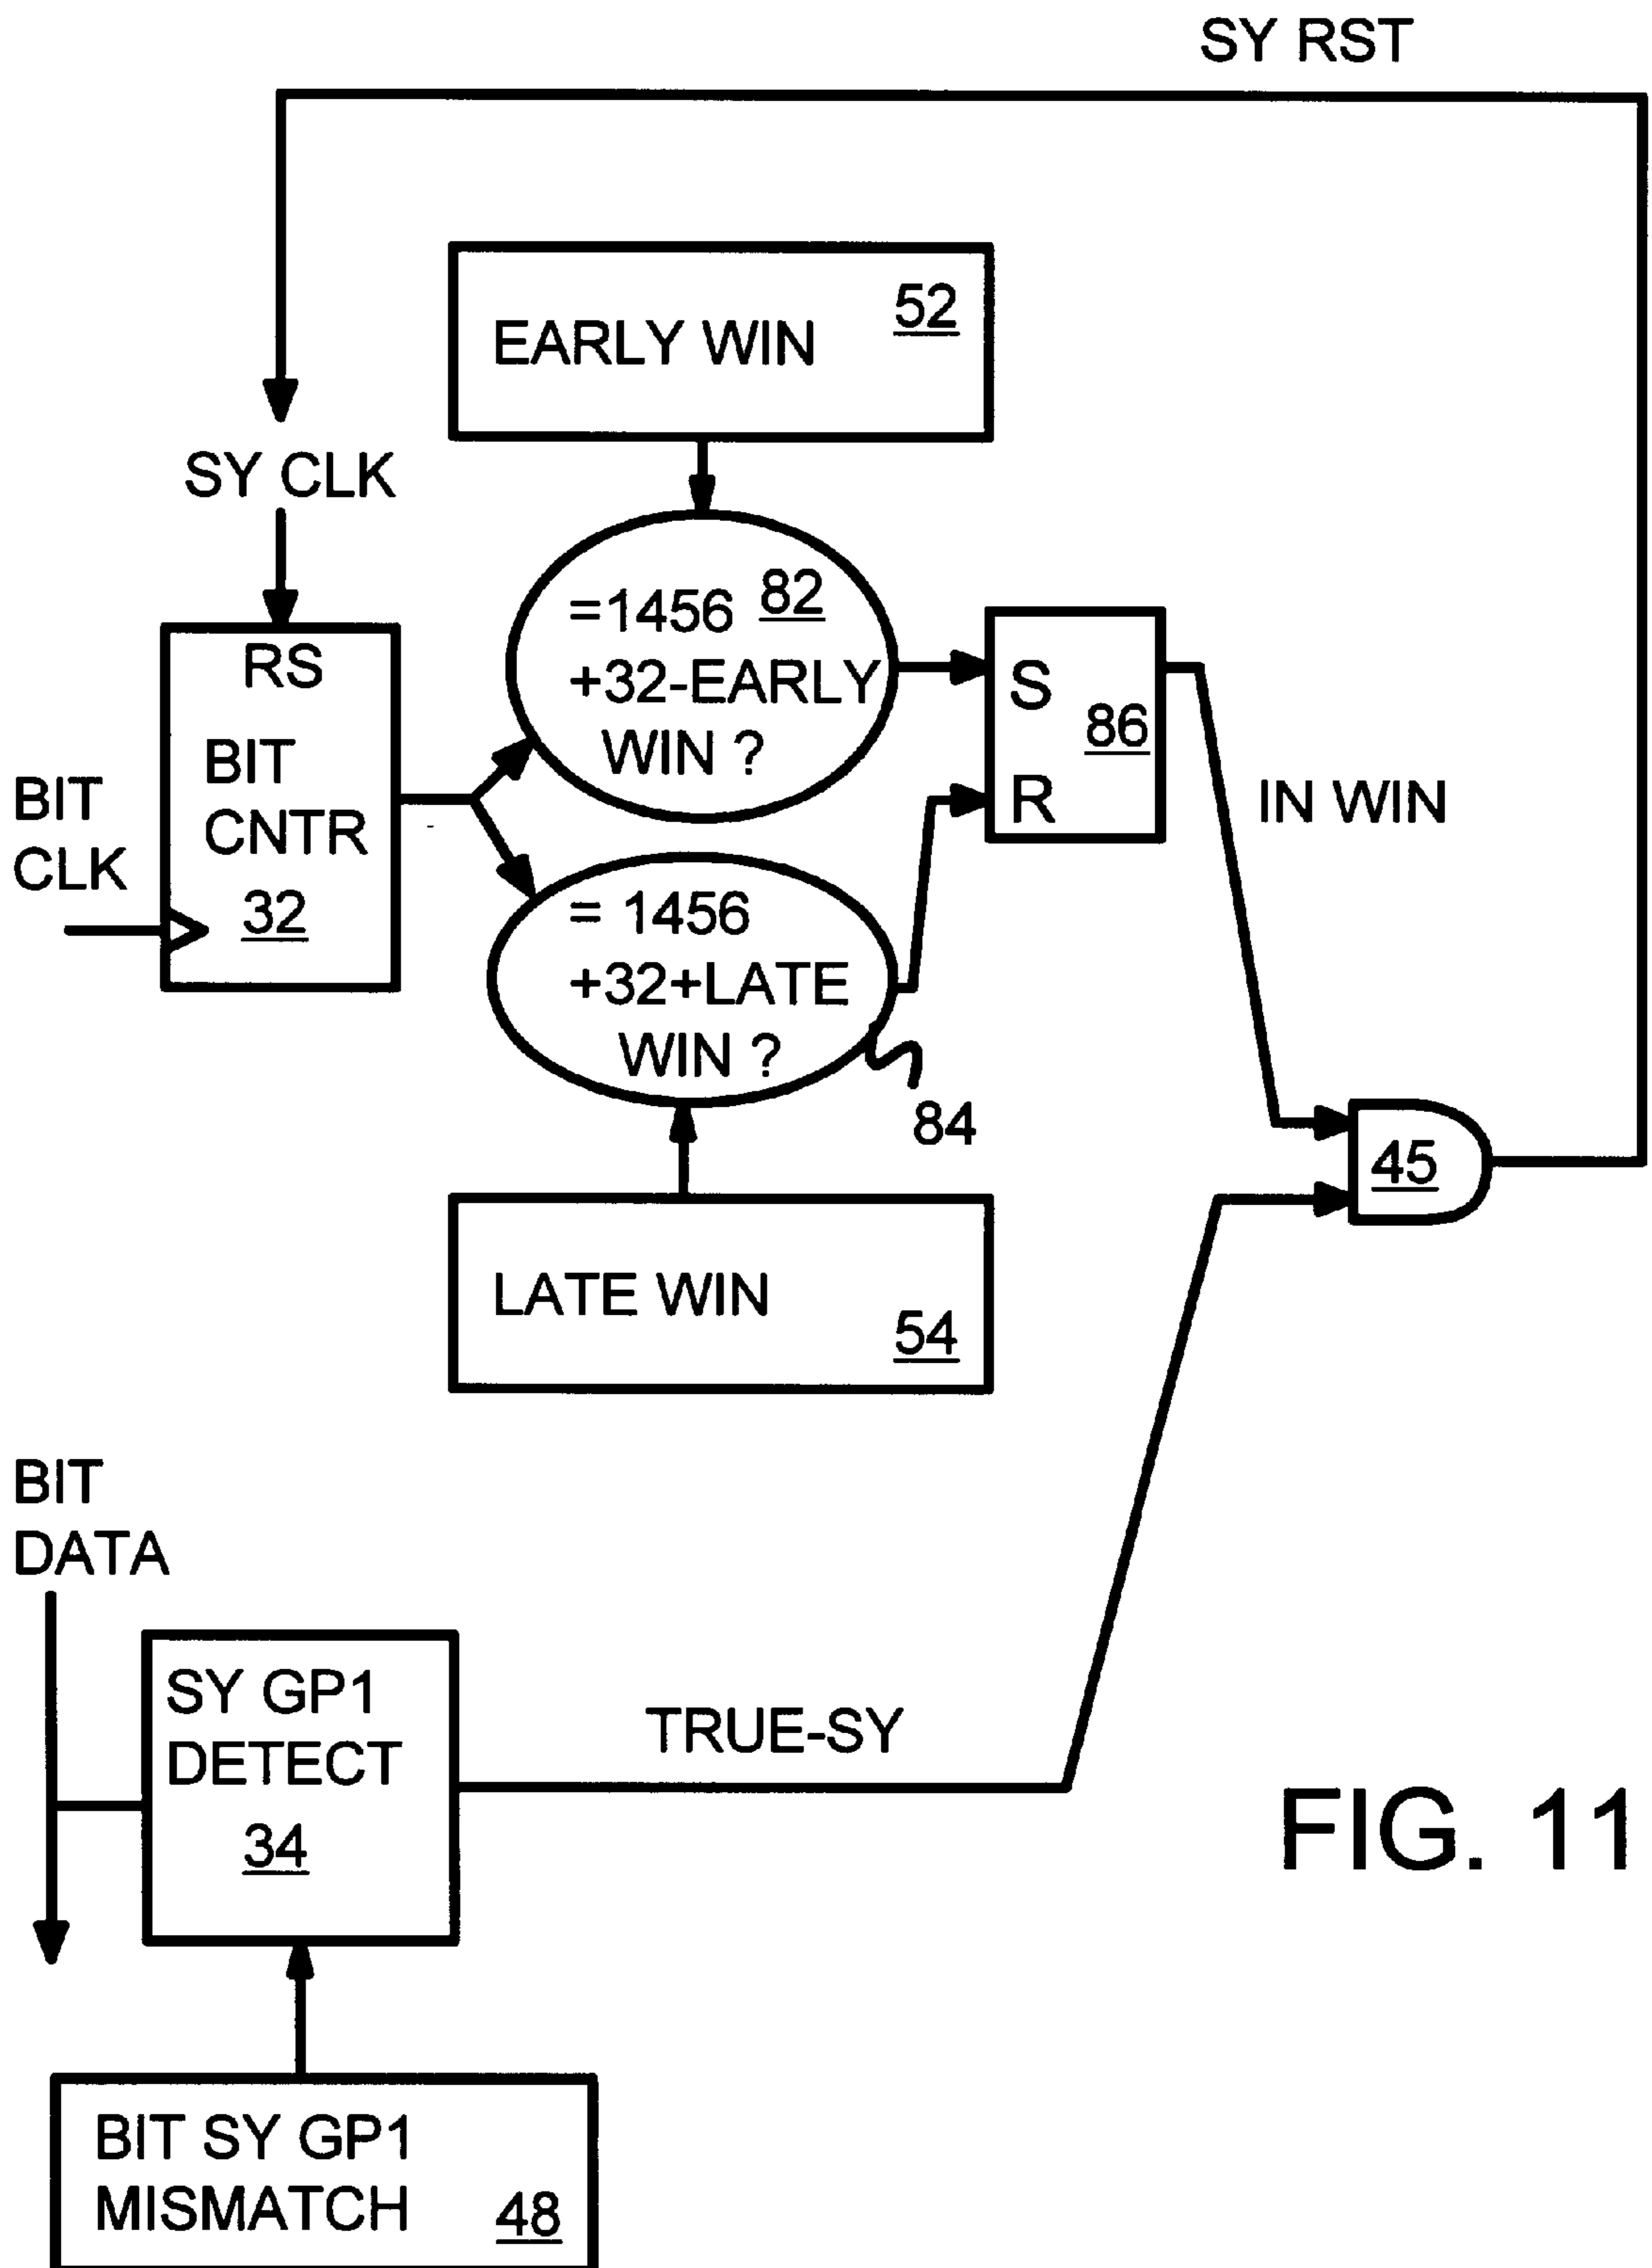 SY RST
EARLY WIN
52
SY CLK
=1456 82
+32-EARLY
WIN ?
RS
BIT
CNTR
32
BIT
CLK
S
R
86
IN WIN
= 1456
+32+LATE
WIN ?
84
45
LATE WIN
54
BIT
DATA
SY GP1
DETECT
34
TRUE-SY
FIG. 11
BIT SY GP1
MISMATCH
48